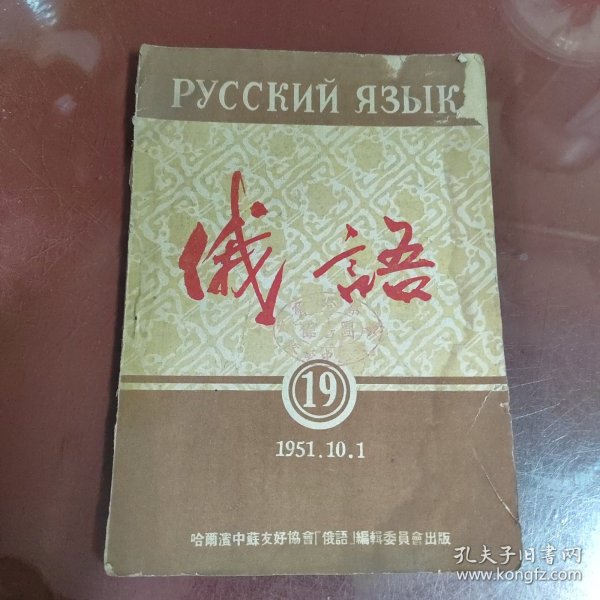 РУССКИЙ ЯЗЫК
俄語
19
1951.10.1
哈爾濱中蘇友好協會「俄語」編輯委員會出版
孔夫子旧书网
www.kongfz.com